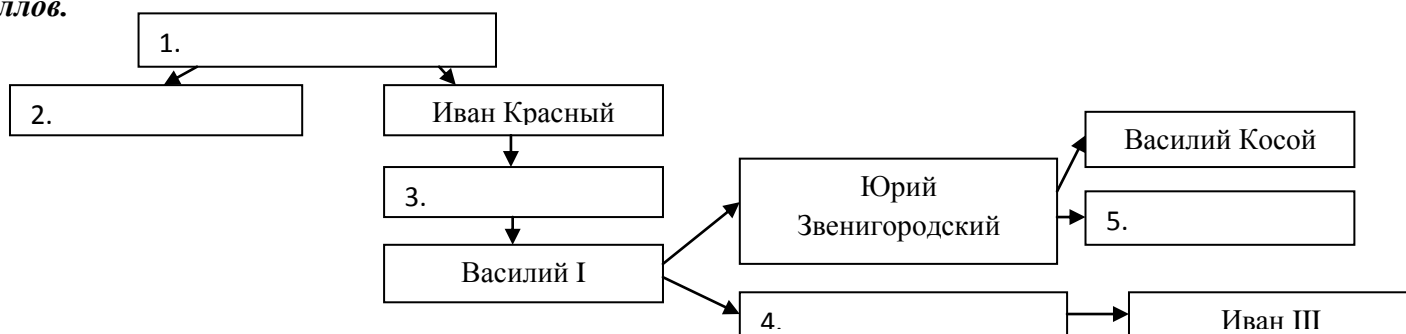 ллов.
1.
2.
Иван Красный
Василий Косой
3.
Юрий
Звенигородский
5.
Василий I
4.
Иван III